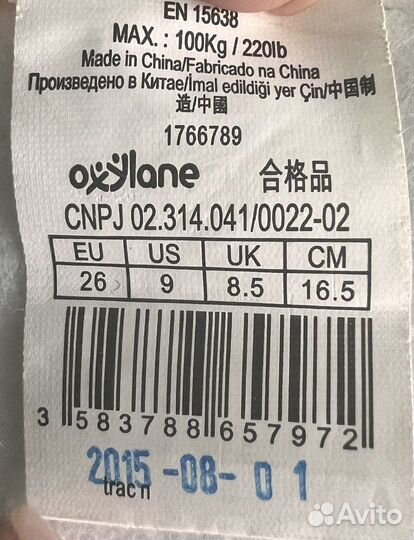 EN 15638
MAX. : 100Kg / 220lb
Made in China/Fabricado na China
Произведено в Китае/İmal edildiği yer Çin/中国制
造/中國
1766789
oxylane 合格品
CNPJ 02.314.041/0022-02
EU US UK CM
26 9 8.5 16.5
3 583788 657972
2015-08-01
trac n
Avito